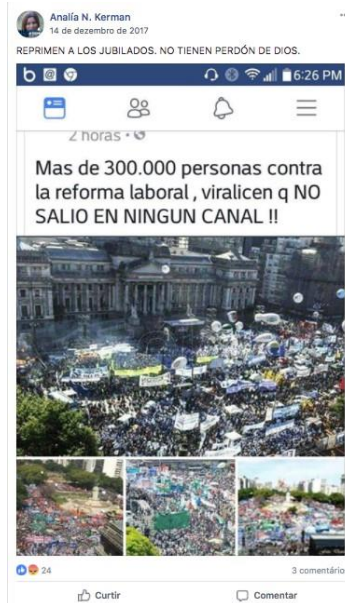 Analía N. Kerman
14 de dezembro de 2017
REPRIMEN A LOS JUBILADOS. NO TIENEN PERDÓN DE DIOS.
6:26 PM
2 horas
Mas de 300.000 personas contra
la reforma laboral , viralicen q NO
SALIO EN NINGUN CANAL !!
24
3 comentário
Curtir
Comentar